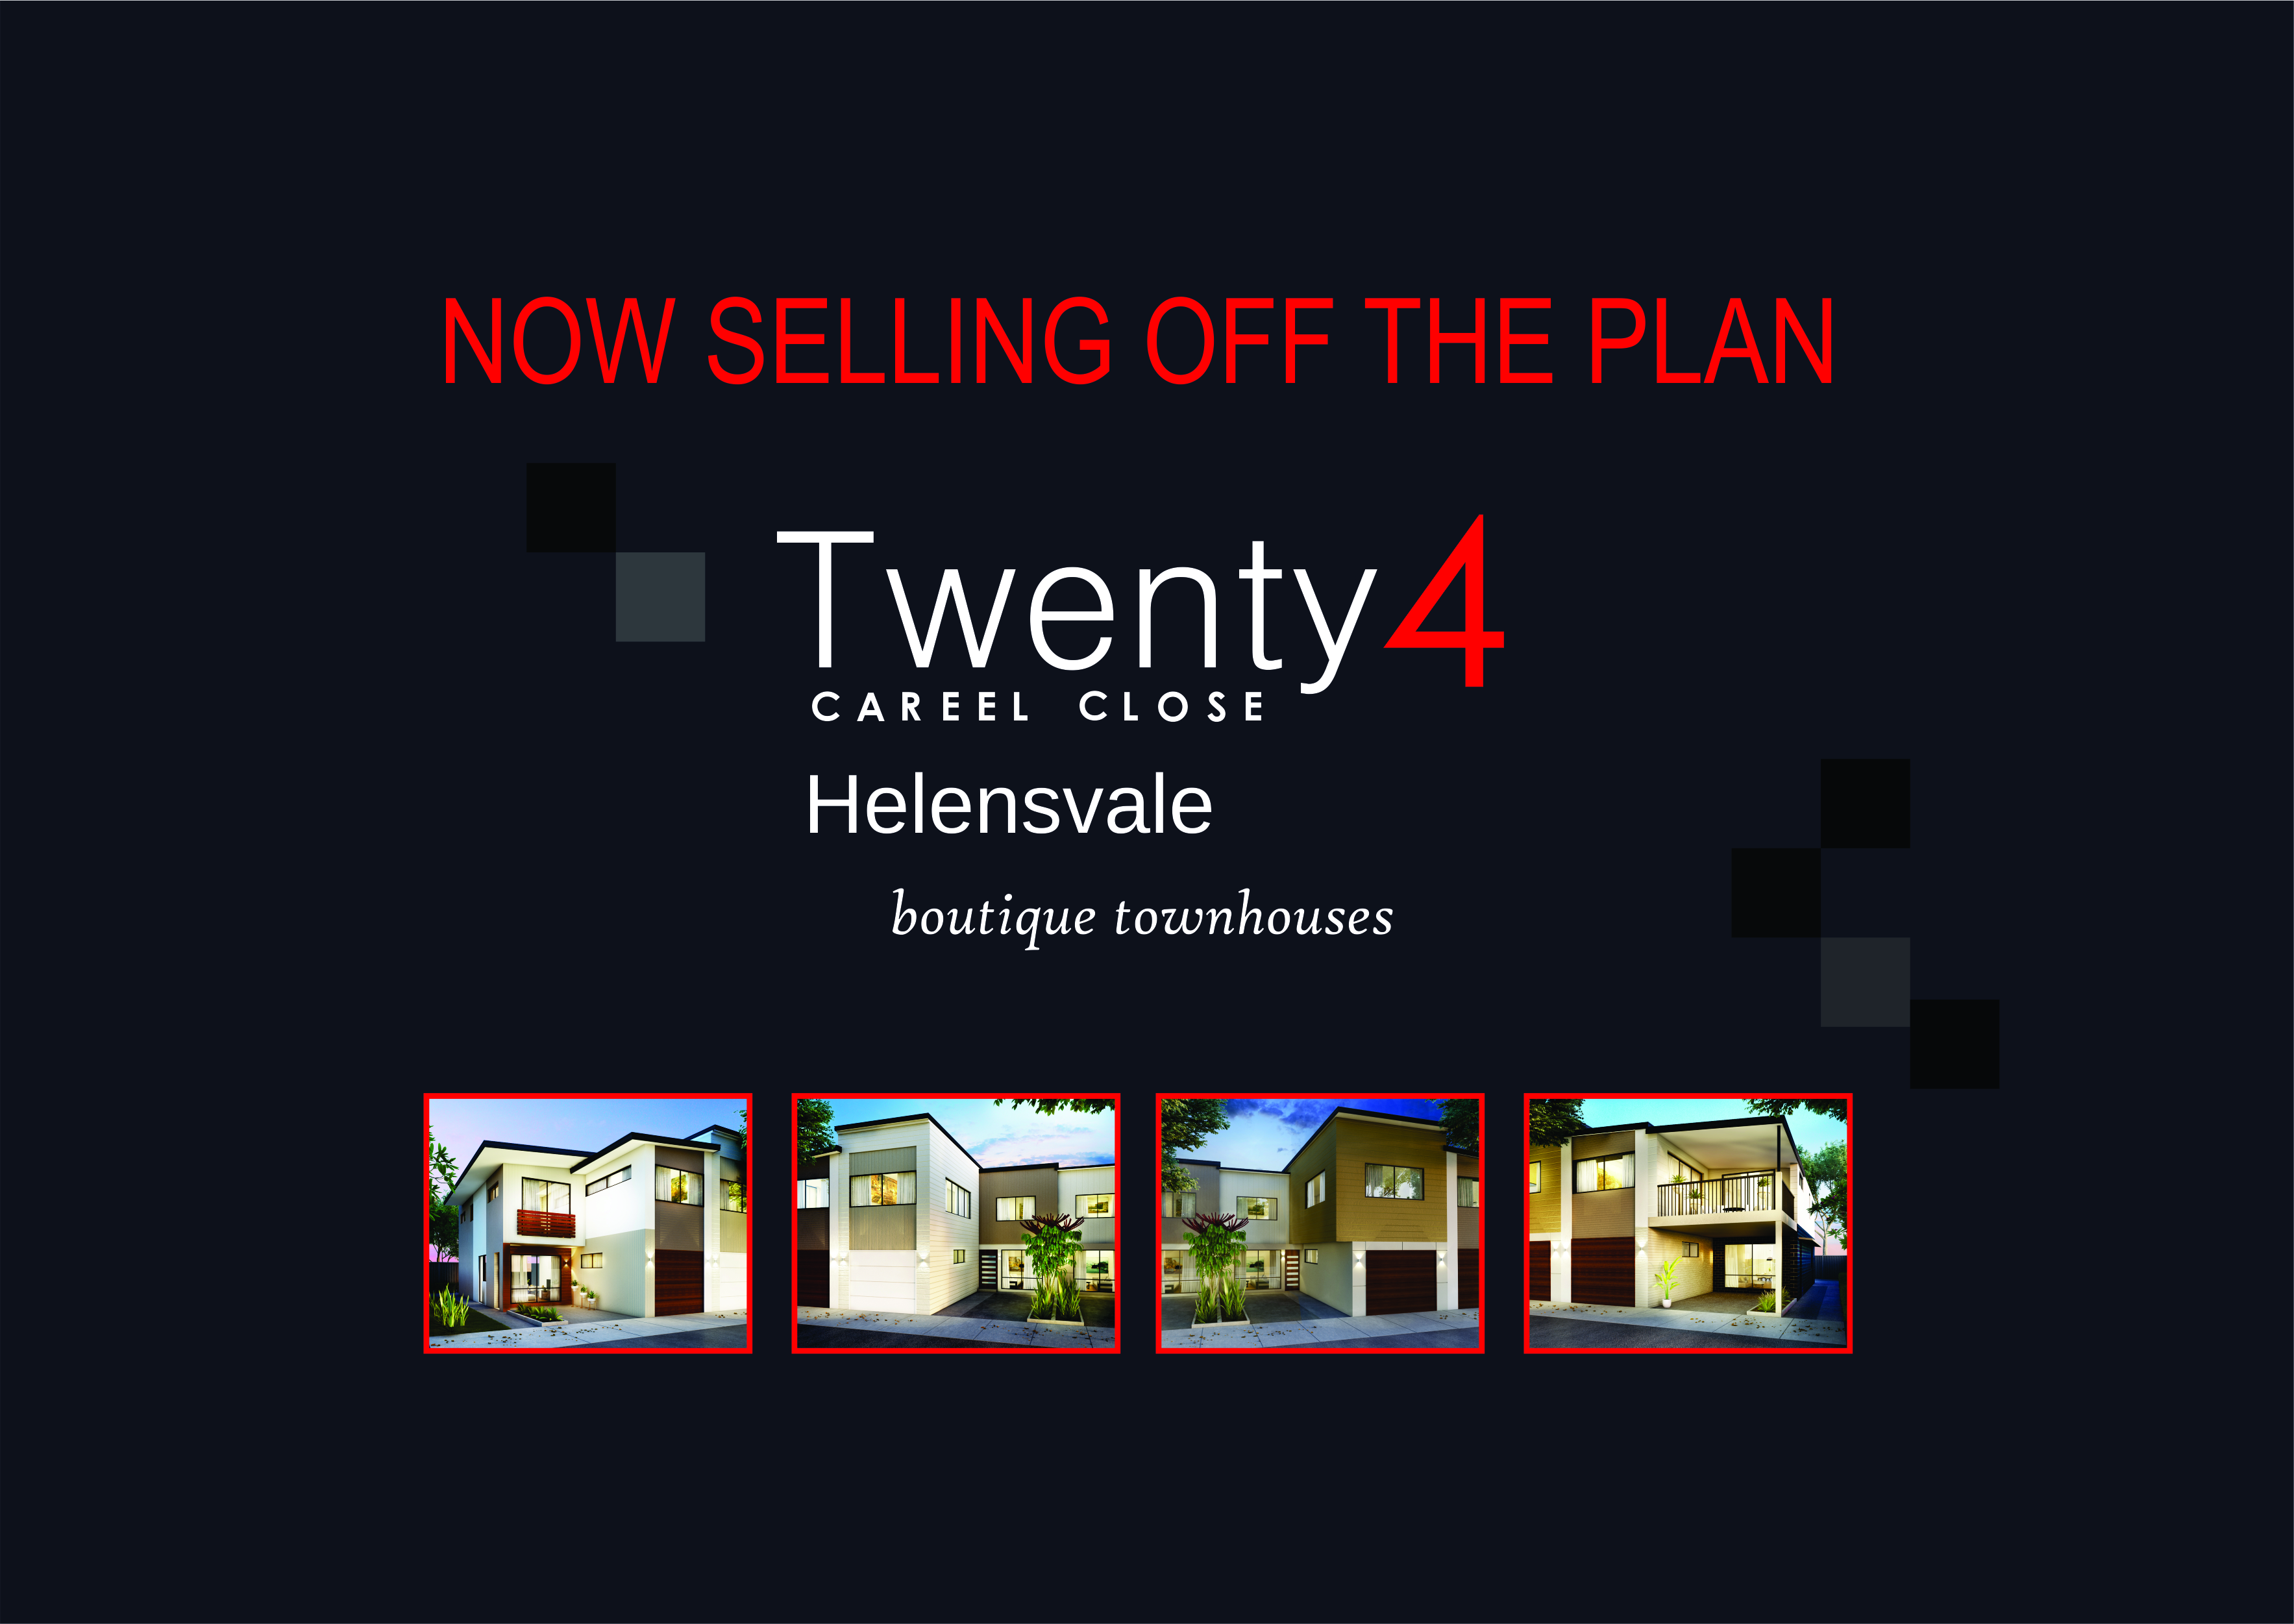 NOW SELLING OFF THE PLAN
Twenty4
CAREEL CLOSE
Helensvale
boutique townhouses